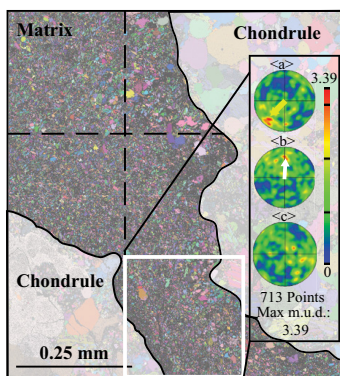 Matrix
Chondrule
<a>
3.39
<b>
<c>
0
713 Points
Max m.u.d.:
3.39
Chondrule
0.25 mm